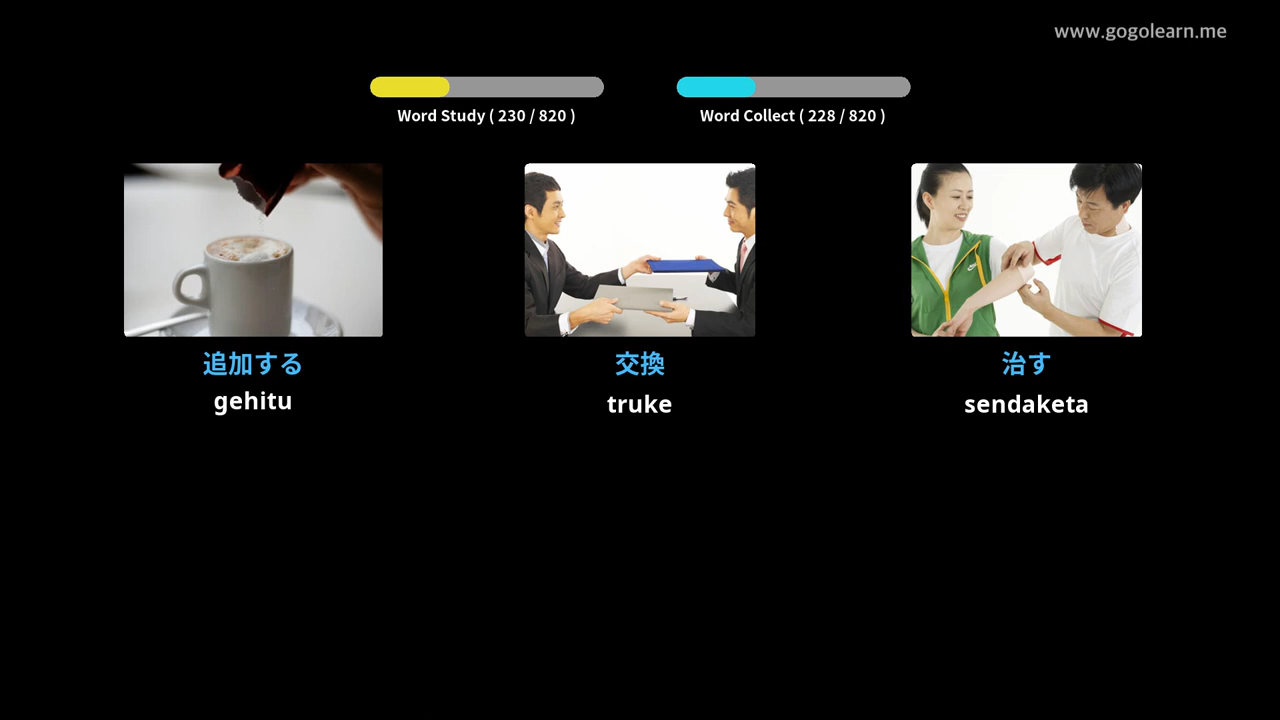 www.gogolearn.me
Word Study ( 230 / 820 )
Word Collect ( 228 / 820 )
追加する
gehitu
交換
truke
治す
sendaketa